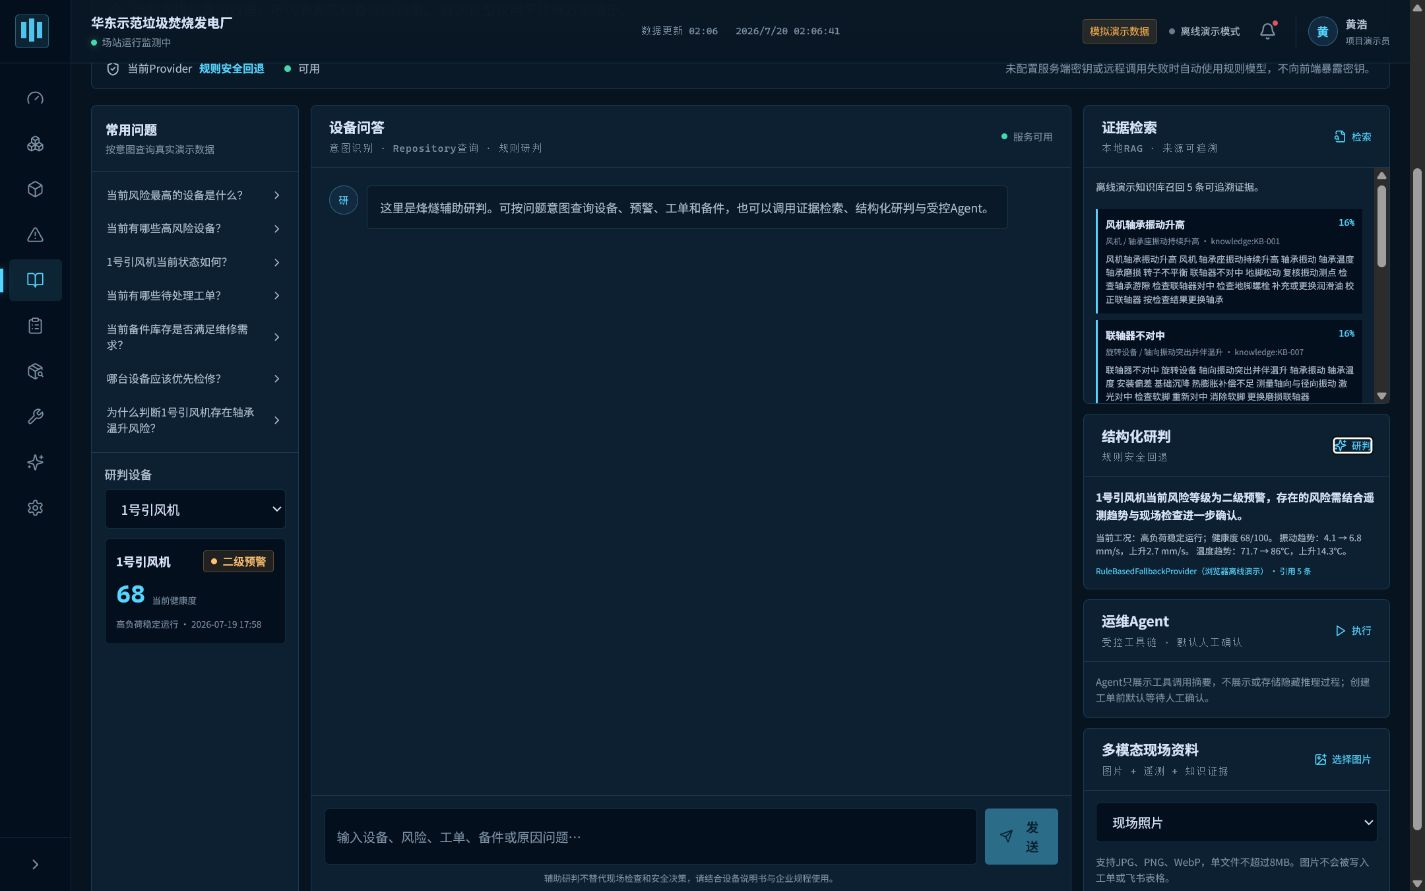 华东示范垃圾焚烧发电厂
场站运行监测中
数据更新 02:06 2026/7/20 02:06:41
模拟演示数据
离线演示模式
黄
黄浩
项目演示员
当前Provider 规则安全回退 可用
未配置服务端密钥或远程调用失败时自动使用规则模型，不向前端暴露密钥。
常用问题
按意图查询真实演示数据
当前风险最高的设备是什么？
当前有哪些高风险设备？
1号引风机当前状态如何？
当前有哪些待处理工单？
当前备件库存是否满足维修需
求？
哪台设备应该优先检修？
为什么判断1号引风机存在轴承
温升风险？
研判设备
1号引风机
1号引风机 二级预警
68 当前健康度
高负荷稳定运行 · 2026-07-19 17:58
设备问答
意图识别 · Repository查询 · 规则研判
服务可用
研
这里是烽燧辅助研判。可按问题意图查询设备、预警、工单和备件，也可以调用证据检索、结构化研判与受控Agent。
输入设备、风险、工单、备件或原因问题…
发
送
辅助研判不替代现场检查和安全决策，请结合设备说明书与企业规程使用。
证据检索
本地RAG · 来源可追溯
检索
离线演示知识库召回 5 条可追溯证据。
风机轴承振动升高 16%
风机 / 轴承座振动持续升高 · knowledge:KB-001
风机轴承振动升高 风机 轴承座振动持续升高 轴承振动 轴承温度
轴承磨损 转子不平衡 联轴器不对中 地脚松动 复核振动测点 检
查轴承游隙 检查联轴器对中 检查地脚螺栓 补充或更换润滑油 校
正联轴器 按检查结果更换轴承
联轴器不对中 16%
旋转设备 / 轴向振动突出并伴温升 · knowledge:KB-007
联轴器不对中 旋转设备 轴向振动突出并伴温升 轴承振动 轴承温
度 安装偏差 基础沉降 热膨胀补偿不足 测量轴向与径向振动 激
光对中 检查软脚 重新对中 消除软脚 更换磨损联轴器
结构化研判
规则安全回退
研判
1号引风机当前风险等级为二级预警，存在的风险需结合遥
测趋势与现场检查进一步确认。
当前工况：高负荷稳定运行；健康度 68/100。 振动趋势：4.1 → 6.8
mm/s，上升2.7 mm/s。 温度趋势：71.7 → 86℃，上升14.3℃。
RuleBasedFallbackProvider（浏览器离线演示） · 引用 5 条
运维Agent
受控工具链 · 默认人工确认
执行
Agent只展示工具调用摘要，不展示或存储隐藏推理过程；创建
工单前默认等待人工确认。
多模态现场资料
图片 + 遥测 + 知识证据
选择图片
现场照片
支持JPG、PNG、WebP，单文件不超过8MB。图片不会被写入
工单或飞书表格。